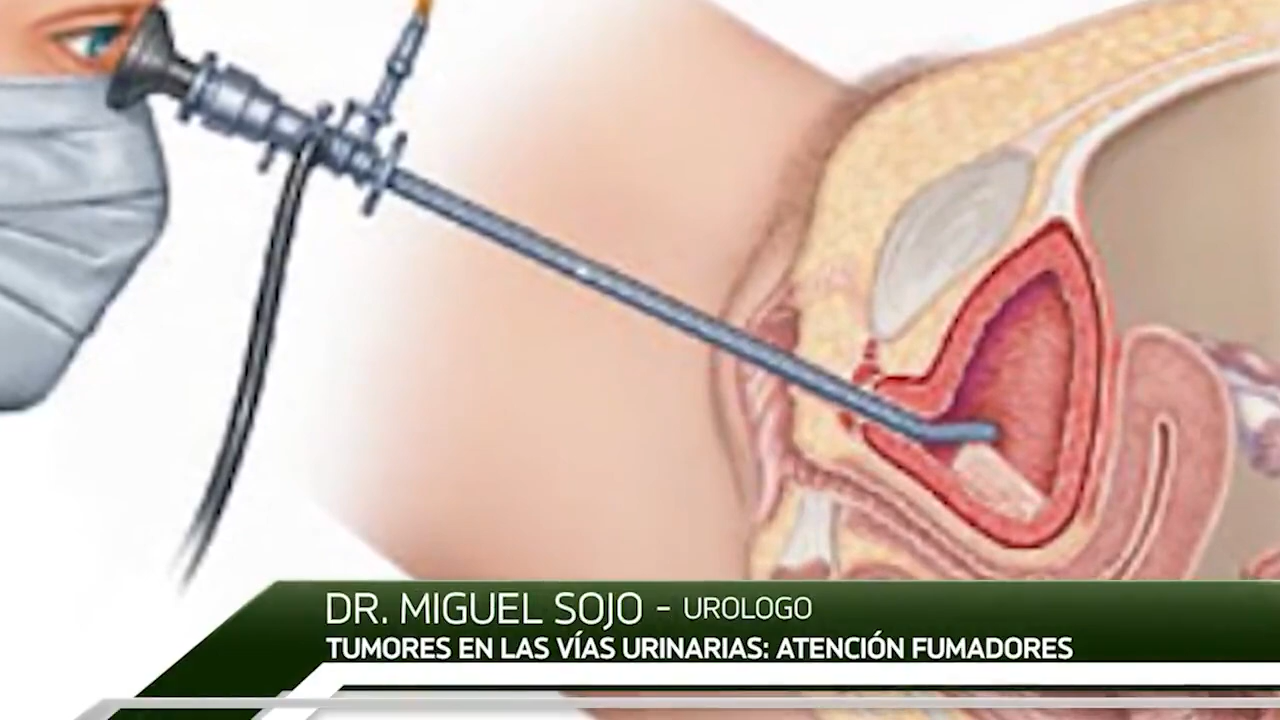 DR. MIGUEL SOJO - UROLOGO
TUMORES EN LAS VÍAS URINARIAS: ATENCIÓN FUMADORES